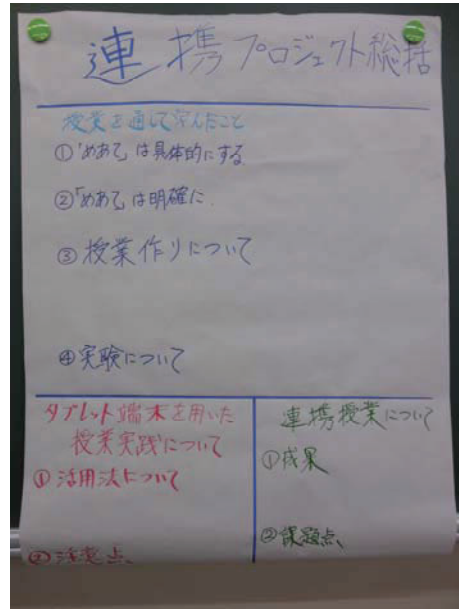 連携プロジェクト総括
授業を通して学んだこと
①「めあて」は具体的にする
②「めあて」は明確に.
③授業作りについて
④実験について
タブレット端末を用いた
授業実践について
①活用法について
②注意点、
連携授業について
①成果
②課題点、